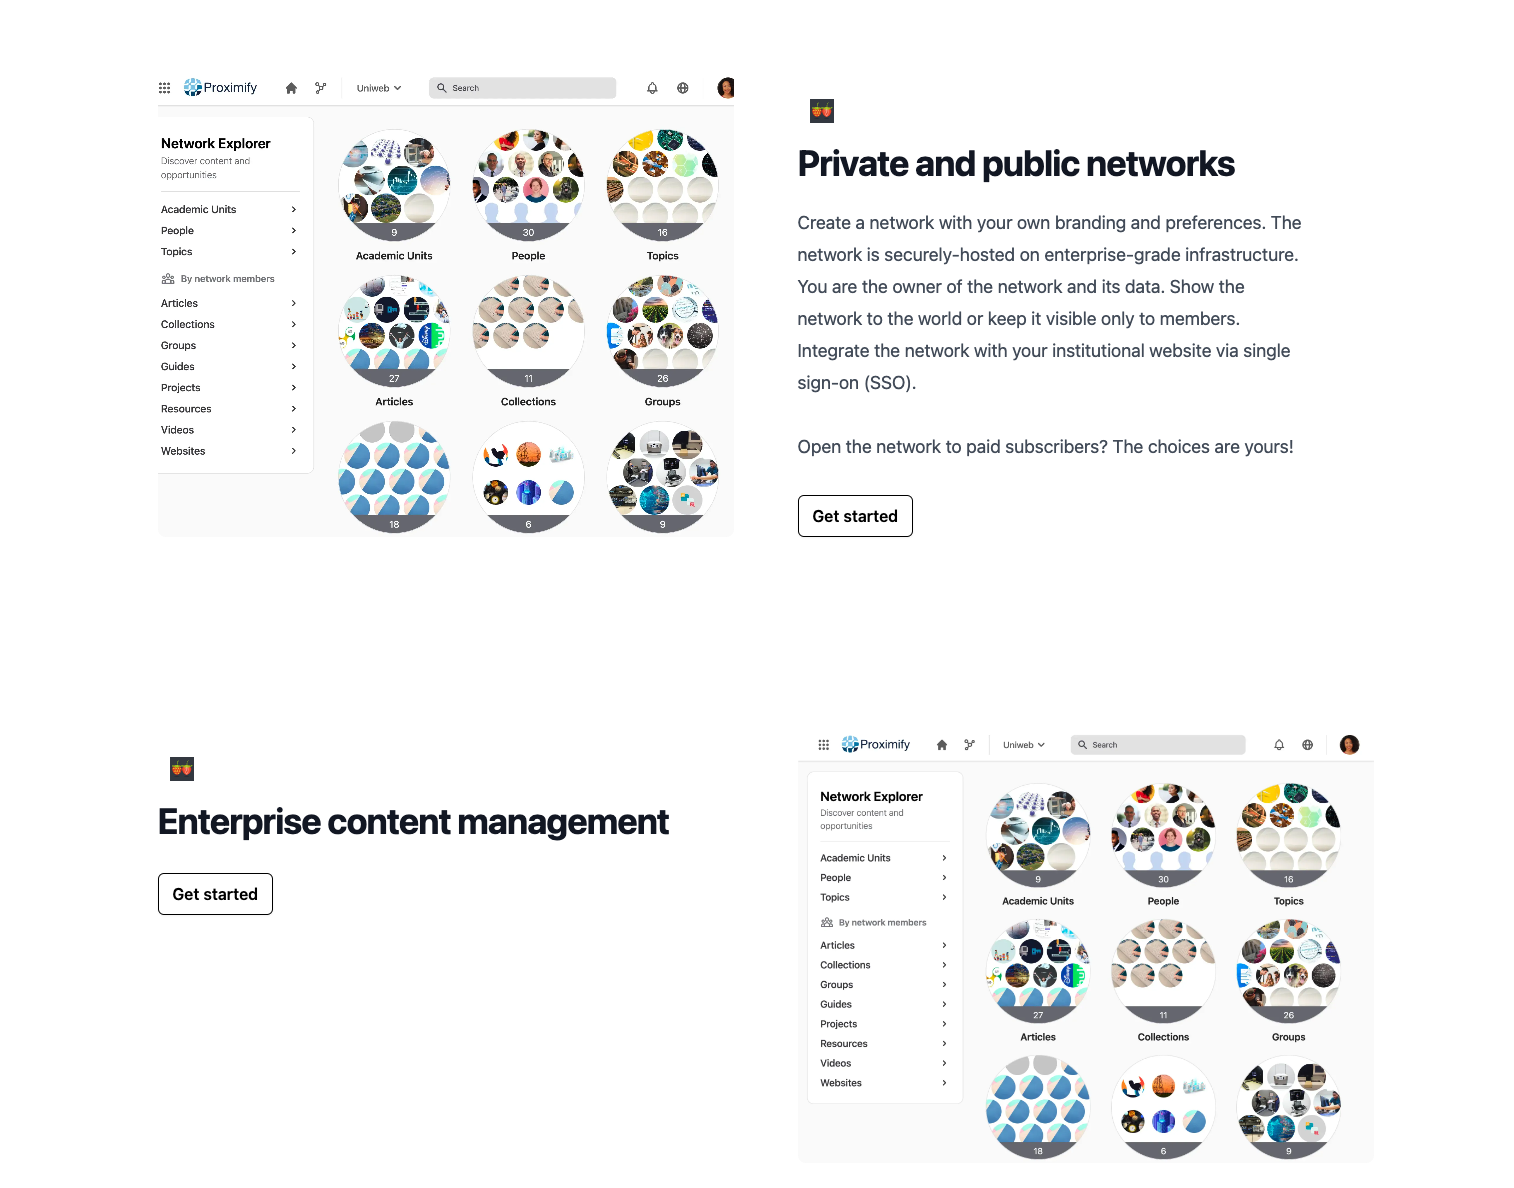 Proximify
Uniweb
Search
Network Explorer
Discover content and
opportunities
Academic Units
People
Topics
By network members
Articles
Collections
Groups
Guides
Projects
Resources
Videos
Websites
9
30
16
Academic Units
People
Topics
27
11
26
Articles
Collections
Groups
18
6
9
Private and public networks
Create a network with your own branding and preferences. The
network is securely-hosted on enterprise-grade infrastructure.
You are the owner of the network and its data. Show the
network to the world or keep it visible only to members.
Integrate the network with your institutional website via single
sign-on (SSO).
Open the network to paid subscribers? The choices are yours!
Get started
Enterprise content management
Get started
Proximify
Uniweb
Search
Network Explorer
Discover content and
opportunities
Academic Units
People
Topics
By network members
Articles
Collections
Groups
Guides
Projects
Resources
Videos
Websites
9
30
16
Academic Units
People
Topics
27
11
26
Articles
Collections
Groups
18
6
9